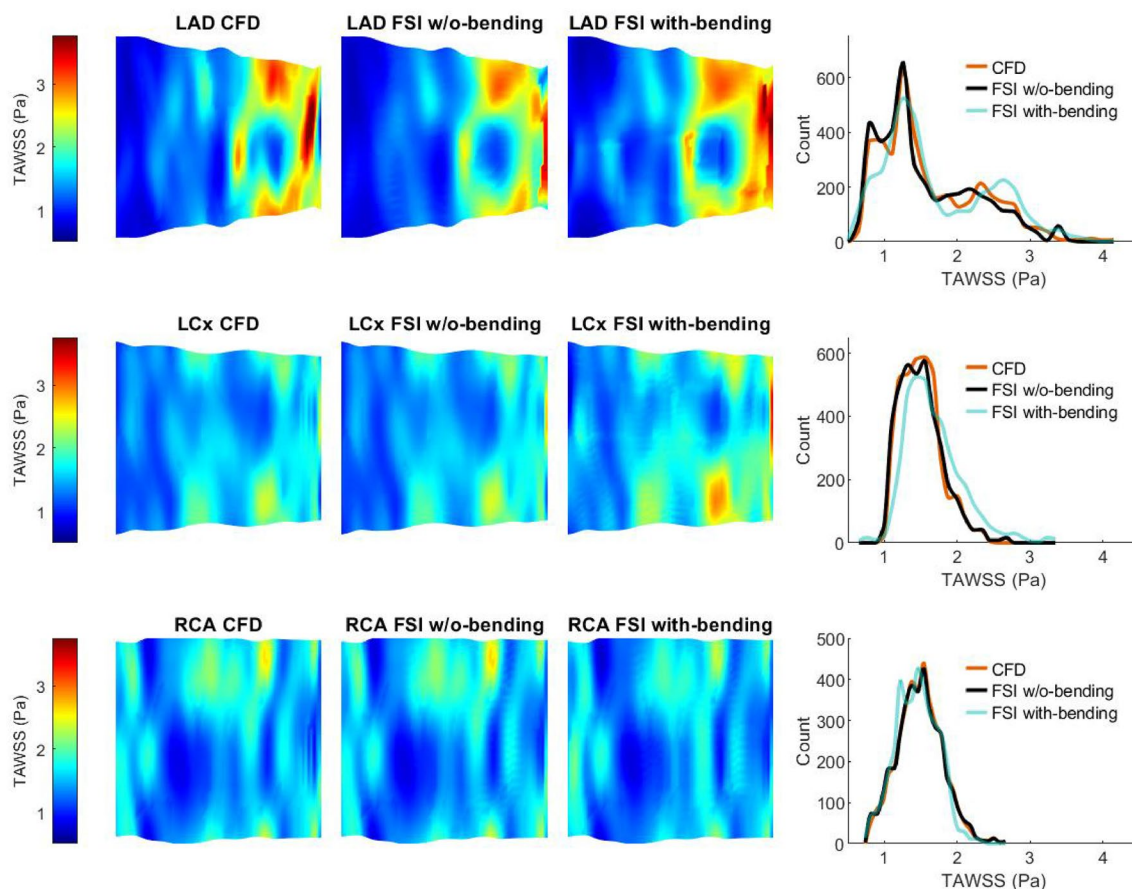 LAD CFD
LAD FSI w/o-bending
LAD FSI with-bending
TAWSS (Pa)
3
2
1
Count
600
400
200
0
CFD
FSI w/o-bending
FSI with-bending
1 2 3 4
TAWSS (Pa)
LCx CFD
LCx FSI w/o-bending
LCx FSI with-bending
TAWSS (Pa)
3
2
1
Count
600
400
200
0
CFD
FSI w/o-bending
FSI with-bending
1 2 3 4
TAWSS (Pa)
RCA CFD
RCA FSI w/o-bending
RCA FSI with-bending
TAWSS (Pa)
3
2
1
Count
500
400
300
200
100
0
CFD
FSI w/o-bending
FSI with-bending
1 2 3 4
TAWSS (Pa)